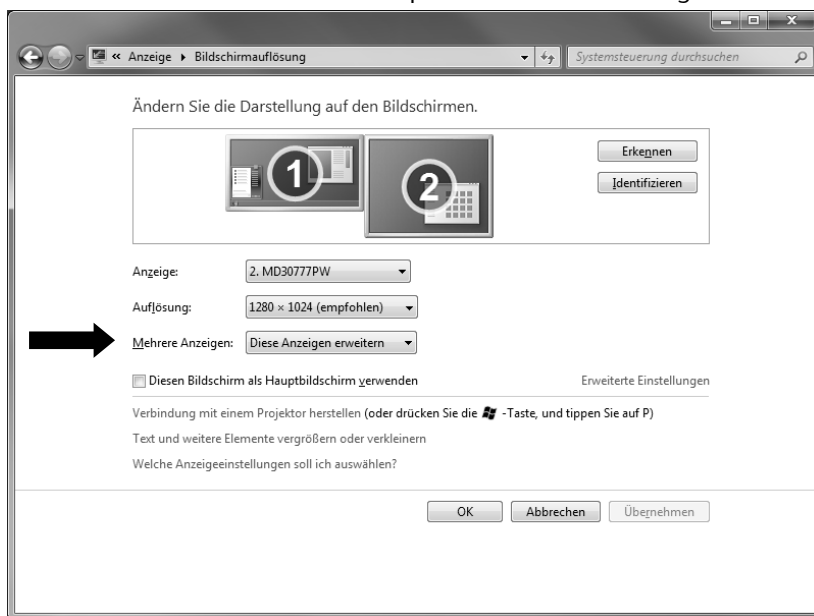 « Anzeige ▸ Bildschirmauflösung
Systemsteuerung durchsuchen
Ändern Sie die Darstellung auf den Bildschirmen.
1
2
Erkennen
Identifizieren
Anzeige: 2. MD30777PW
Auflösung: 1280 × 1024 (empfohlen)
Mehrere Anzeigen: Diese Anzeigen erweitern
Diesen Bildschirm als Hauptbildschirm verwenden
Erweiterte Einstellungen
Verbindung mit einem Projektor herstellen (oder drücken Sie die -Taste, und tippen Sie auf P)
Text und weitere Elemente vergrößern oder verkleinern
Welche Anzeigeeinstellungen soll ich auswählen?
OK Abbrechen Übernehmen